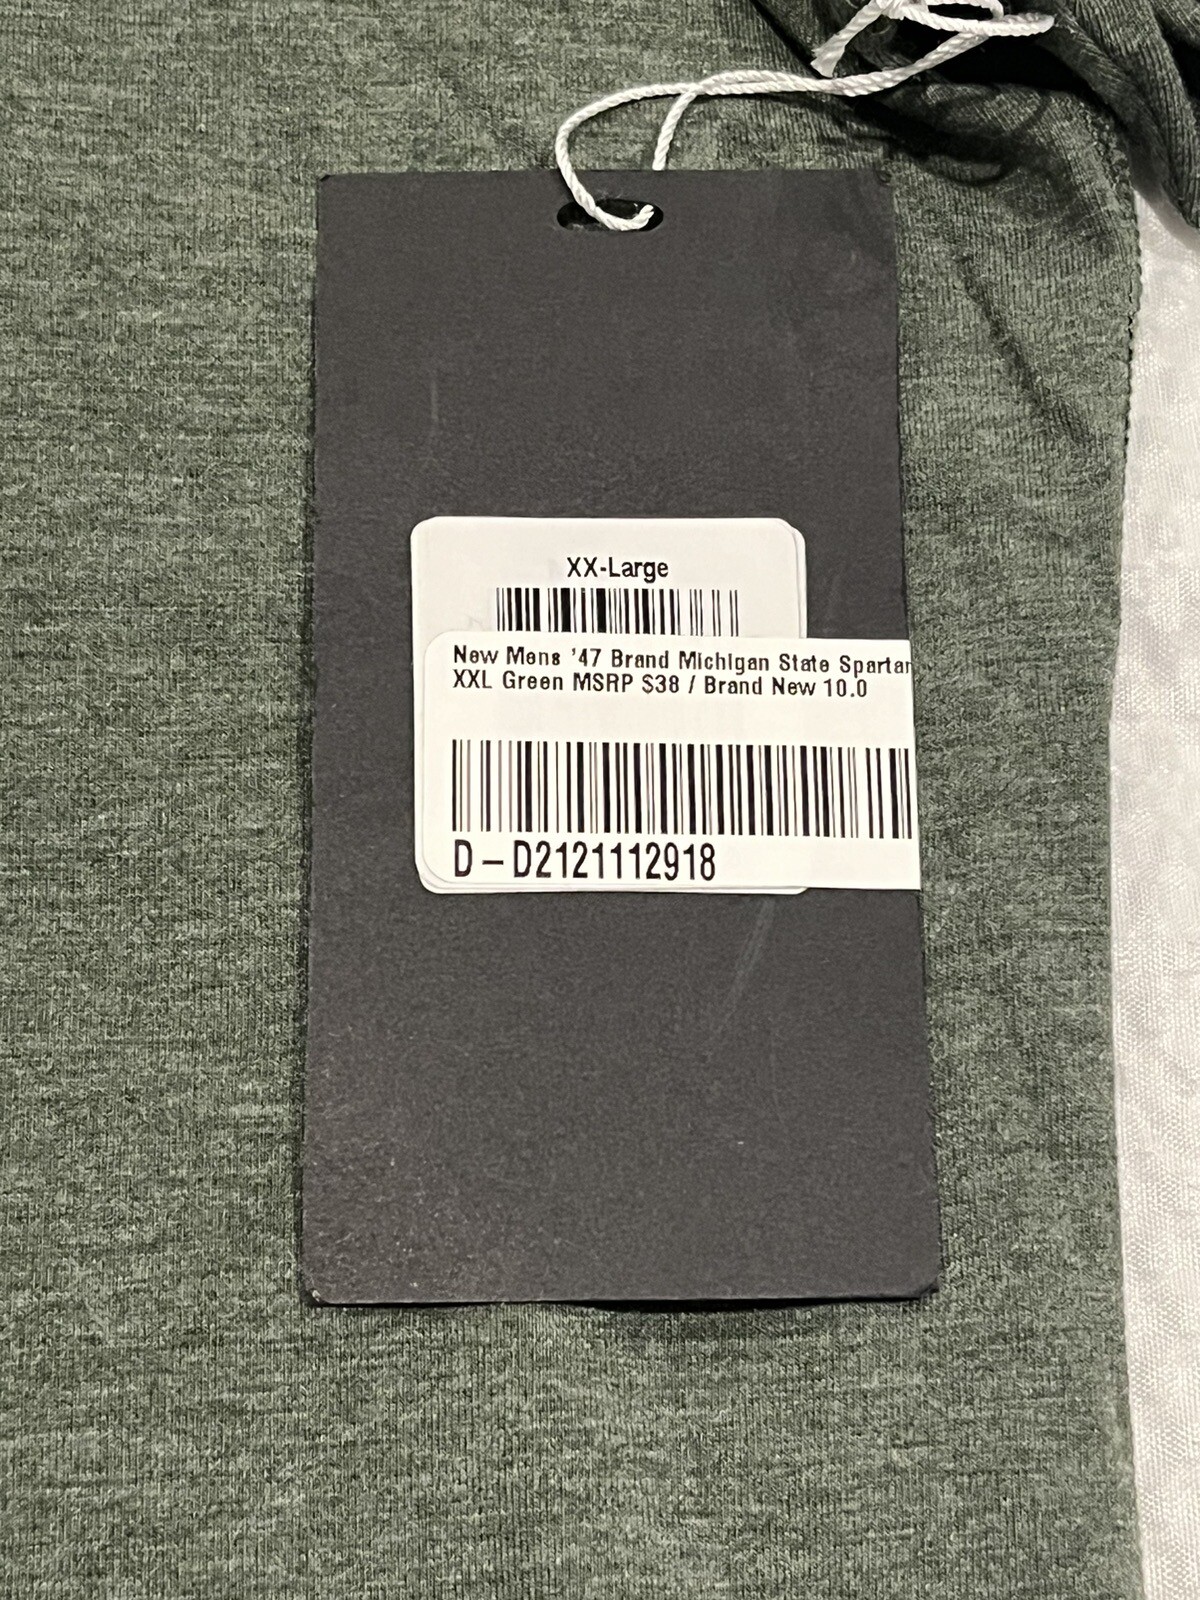 XX-Large
New Mens '47 Brand Michigan State Spartan
XXL Green MSRP $38 / Brand New 10.0
D - D2121112918